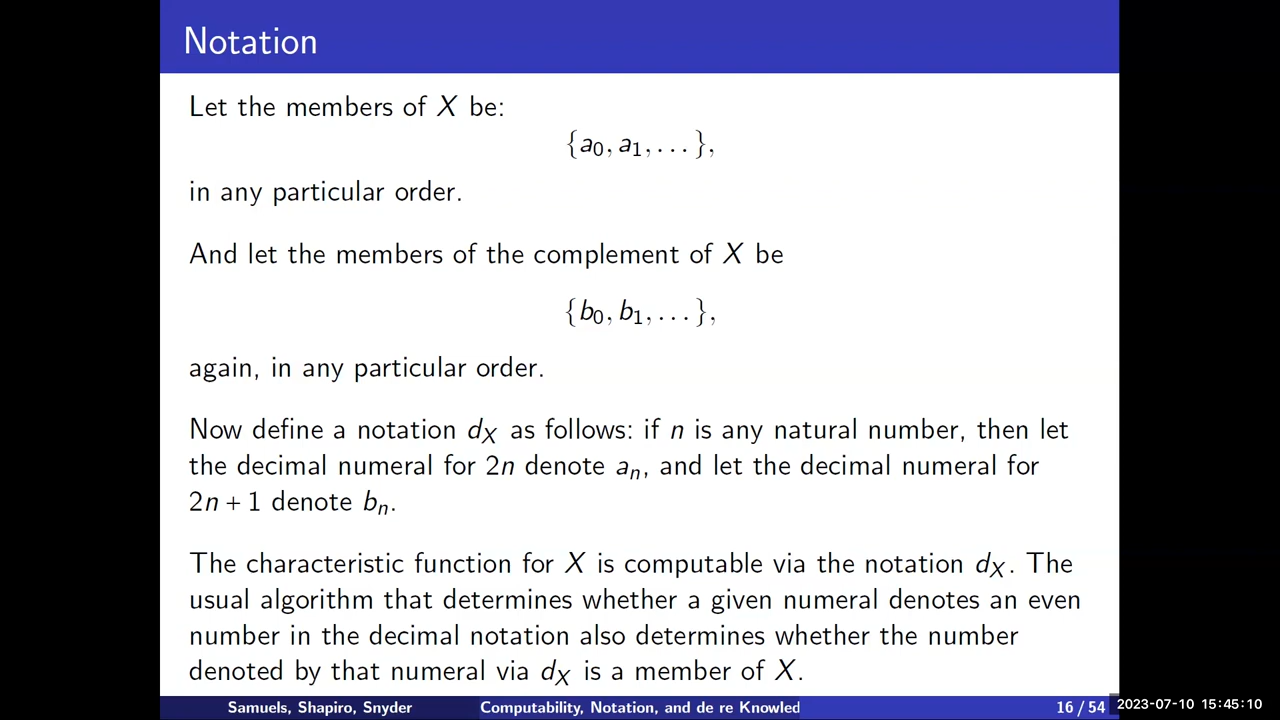 Notation
Let the members of X be:
{a₀, a₁, . . . },
in any particular order.
And let the members of the complement of X be
{b₀, b₁, . . . },
again, in any particular order.
Now define a notation d_X as follows: if n is any natural number, then let
the decimal numeral for 2n denote aₙ, and let the decimal numeral for
2n + 1 denote bₙ.
The characteristic function for X is computable via the notation d_X. The
usual algorithm that determines whether a given numeral denotes an even
number in the decimal notation also determines whether the number
denoted by that numeral via d_X is a member of X.
Samuels, Shapiro, Snyder Computability, Notation, and de re Knowled 16 / 54 2023-07-10 15:45:10